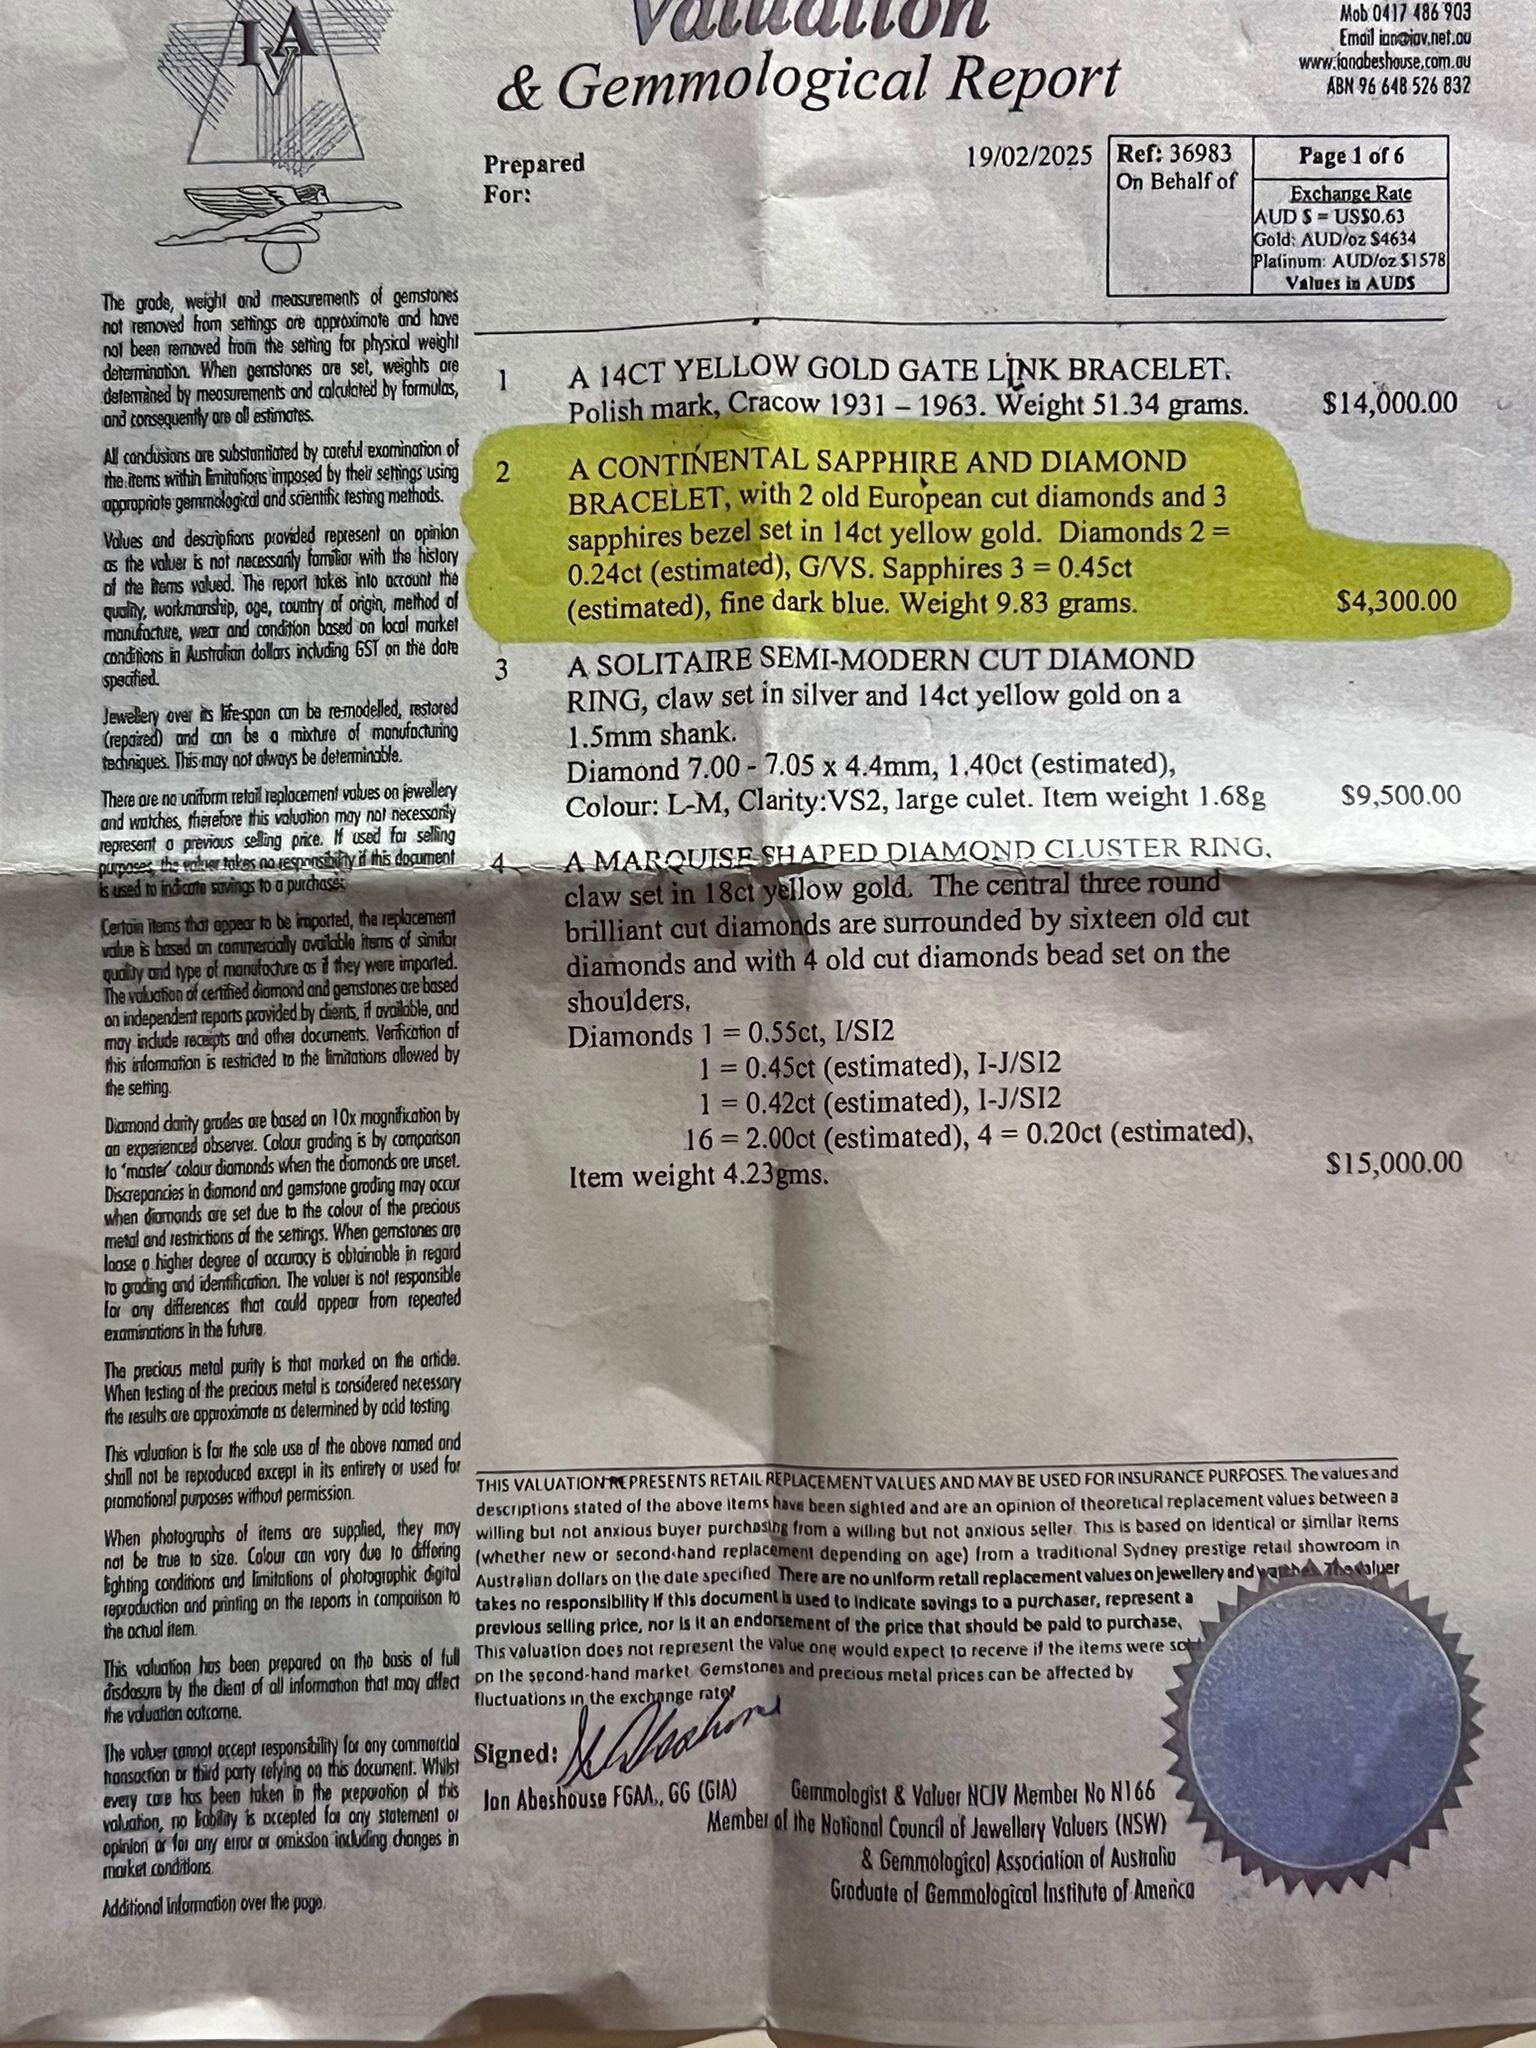 IAV
Valuation
& Gemmological Report
Mob 0417 486 903
Email ian@iav.net.au
www.ianabeshouse.com.au
ABN 96 648 526 832
Prepared
For:
19/02/2025
Ref: 36983
On Behalf of
Page 1 of 6
Exchange Rate
AUD $ = US$0.63
Gold: AUD/oz $4634
Platinum: AUD/oz $1578
Values in AUD$
The grade, weight and measurements of gemstones
not removed from settings are approximate and have
not been removed from the setting for physical weight
determination. When gemstones are set, weights are
determined by measurements and calculated by formulas,
and consequently are all estimates.
All conclusions are substantiated by careful examination of
the items within limitations imposed by their settings using
appropriate gemmological and scientific testing methods.
Values and descriptions provided represent an opinion
as the valuer is not necessarily familiar with the history
of the items valued. The report takes into account the
quality, workmanship, age, country of origin, method of
manufacture, wear and condition based on local market
conditions in Australian dollars including GST on the date
specified.
Jewellery over its life-span can be re-modelled, restored
(repaired) and can be a mixture of manufacturing
techniques. This may not always be determinable.
There are no uniform retail replacement values on jewellery
and watches, therefore this valuation may not necessarily
represent a previous selling price. If used for selling
purposes, the valuer takes no responsibility if this document
is used to indicate savings to a purchaser.
Certain items that appear to be imported, the replacement
value is based on commercially available items of similar
quality and type of manufacture as if they were imported.
The valuation of certified diamond and gemstones are based
on independent reports provided by clients, if available, and
may include receipts and other documents. Verification of
this information is restricted to the limitations allowed by
the setting.
Diamond clarity grades are based on 10x magnification by
an experienced observer. Colour grading is by comparison
to 'master' colour diamonds when the diamonds are unset.
Discrepancies in diamond and gemstone grading may occur
when diamonds are set due to the colour of the precious
metal and restrictions of the settings. When gemstones are
loose a higher degree of accuracy is obtainable in regard
to grading and identification. The valuer is not responsible
for any differences that could appear from repeated
examinations in the future.
The precious metal purity is that marked on the article.
When testing of the precious metal is considered necessary
the results are approximate as determined by acid testing
This valuation is for the sole use of the above named and
shall not be reproduced except in its entirety or used for
promotional purposes without permission.
When photographs of items are supplied, they may
not be true to size. Colour can vary due to differing
lighting conditions and limitations of photographic digital
reproduction and printing on the reports in comparison to
the actual item.
This valuation has been prepared on the basis of full
disclosure by the client of all information that may affect
the valuation outcome.
The valuer cannot accept responsibility for any commercial
transaction or third party relying on this document. Whilst
every care has been taken in the preparation of this
valuation, no liability is accepted for any statement or
opinion or for any error or omission including changes in
market conditions.
Additional information over the page.
1 A 14CT YELLOW GOLD GATE LINK BRACELET.
Polish mark, Cracow 1931 – 1963. Weight 51.34 grams. $14,000.00
2 A CONTINENTAL SAPPHIRE AND DIAMOND
BRACELET, with 2 old European cut diamonds and 3
sapphires bezel set in 14ct yellow gold. Diamonds 2 =
0.24ct (estimated), G/VS. Sapphires 3 = 0.45ct
(estimated), fine dark blue. Weight 9.83 grams. $4,300.00
3 A SOLITAIRE SEMI-MODERN CUT DIAMOND
RING, claw set in silver and 14ct yellow gold on a
1.5mm shank.
Diamond 7.00 - 7.05 x 4.4mm, 1.40ct (estimated),
Colour: L-M, Clarity:VS2, large culet. Item weight 1.68g $9,500.00
4 A MARQUISE SHAPED DIAMOND CLUSTER RING,
claw set in 18ct yellow gold. The central three round
brilliant cut diamonds are surrounded by sixteen old cut
diamonds and with 4 old cut diamonds bead set on the
shoulders.
Diamonds 1 = 0.55ct, I/SI2
1 = 0.45ct (estimated), I-J/SI2
1 = 0.42ct (estimated), I-J/SI2
16 = 2.00ct (estimated), 4 = 0.20ct (estimated),
Item weight 4.23gms. $15,000.00
THIS VALUATION REPRESENTS RETAIL REPLACEMENT VALUES AND MAY BE USED FOR INSURANCE PURPOSES. The values and
descriptions stated of the above items have been sighted and are an opinion of theoretical replacement values between a
willing but not anxious buyer purchasing from a willing but not anxious seller. This is based on identical or similar items
(whether new or second-hand replacement depending on age) from a traditional Sydney prestige retail showroom in
Australian dollars on the date specified There are no uniform retail replacement values on jewellery and watches. The valuer
takes no responsibility if this document is used to indicate savings to a purchaser, represent a
previous selling price, nor is it an endorsement of the price that should be paid to purchase.
This valuation does not represent the value one would expect to receive if the items were sold
on the second-hand market. Gemstones and precious metal prices can be affected by
fluctuations in the exchange rate.
Signed:
Ian Abeshouse FGAA., GG (GIA)
Gemmologist & Valuer NCJV Member No N166
Member of the National Council of Jewellery Valuers (NSW)
& Gemmological Association of Australia
Graduate of Gemmological Institute of America